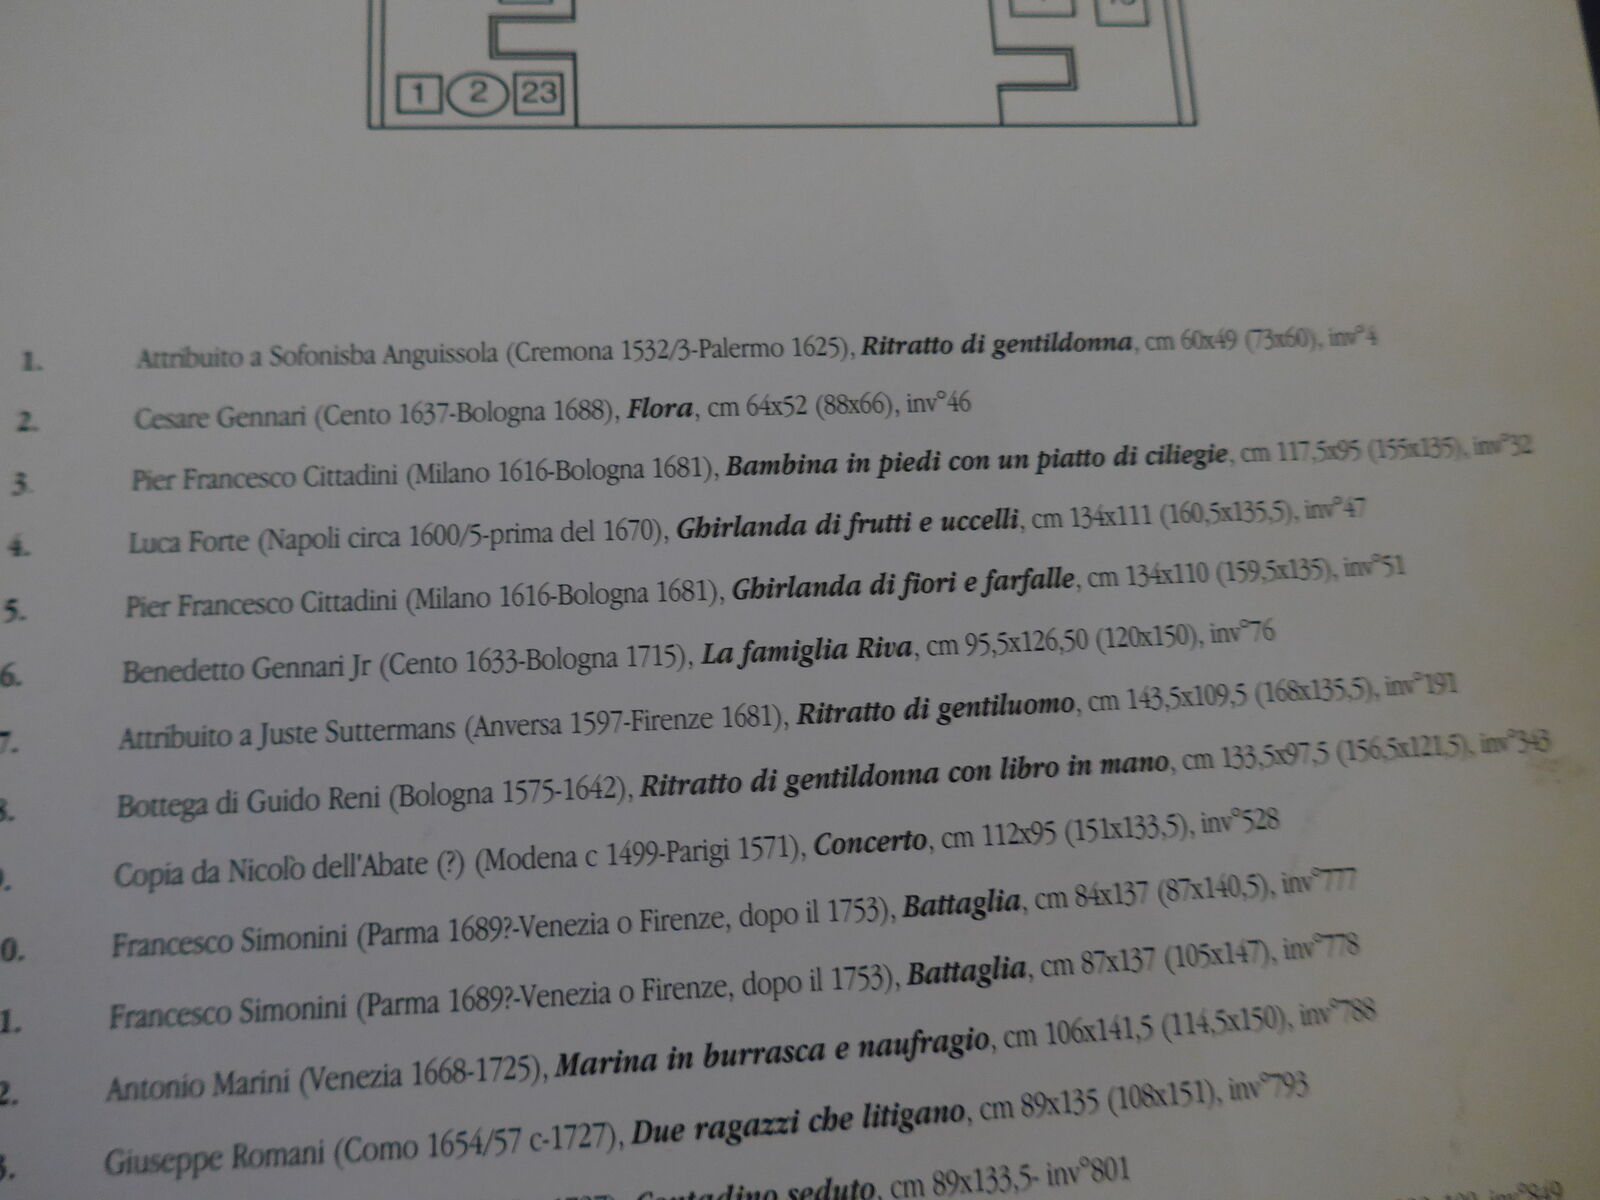 1 2 23
1. Attribuito a Sofonisba Anguissola (Cremona 1532/3-Palermo 1625), Ritratto di gentildonna, cm 60x49 (73x60), inv°4
2. Cesare Gennari (Cento 1637-Bologna 1688), Flora, cm 64x52 (88x66), inv°46
3. Pier Francesco Cittadini (Milano 1616-Bologna 1681), Bambina in piedi con un piatto di ciliegie, cm 117,5x95 (155x135), inv°32
4. Luca Forte (Napoli circa 1600/5-prima del 1670), Ghirlanda di frutti e uccelli, cm 134x111 (160,5x135,5), inv°47
5. Pier Francesco Cittadini (Milano 1616-Bologna 1681), Ghirlanda di fiori e farfalle, cm 134x110 (159,5x135), inv°51
6. Benedetto Gennari Jr (Cento 1633-Bologna 1715), La famiglia Riva, cm 95,5x126,50 (120x150), inv°76
7. Attribuito a Juste Suttermans (Anversa 1597-Firenze 1681), Ritratto di gentiluomo, cm 143,5x109,5 (168x135,5), inv°191
8. Bottega di Guido Reni (Bologna 1575-1642), Ritratto di gentildonna con libro in mano, cm 133,5x97,5 (156,5x121,5), inv°343
. Copia da Nicolò dell'Abate (?) (Modena c 1499-Parigi 1571), Concerto, cm 112x95 (151x133,5), inv°528
0. Francesco Simonini (Parma 1689?-Venezia o Firenze, dopo il 1753), Battaglia, cm 84x137 (87x140,5), inv°777
1. Francesco Simonini (Parma 1689?-Venezia o Firenze, dopo il 1753), Battaglia, cm 87x137 (105x147), inv°778
2. Antonio Marini (Venezia 1668-1725), Marina in burrasca e naufragio, cm 106x141,5 (114,5x150), inv°788
3. Giuseppe Romani (Como 1654/57 c-1727), Due ragazzi che litigano, cm 89x135 (108x151), inv°793
Contadino seduto, cm 89x133,5- inv°801